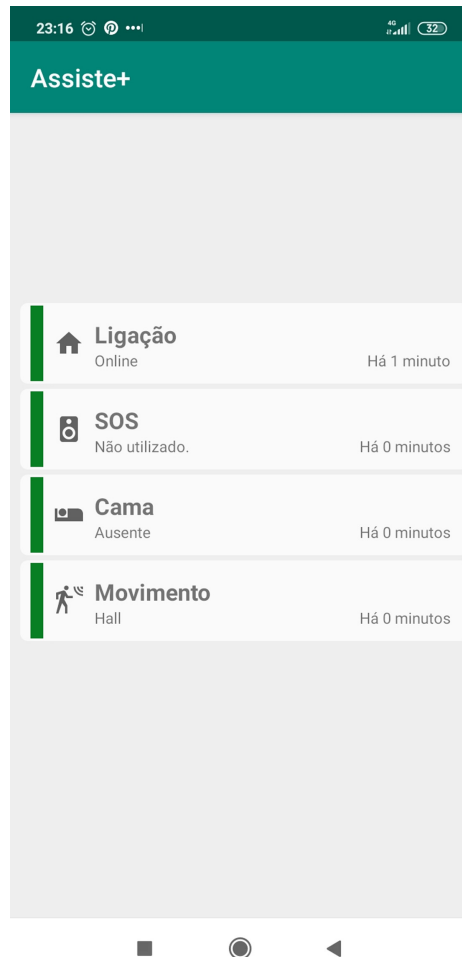 23:16
4G
32
Assiste+
Ligação
Online
Há 1 minuto
SOS
Não utilizado.
Há 0 minutos
Cama
Ausente
Há 0 minutos
Movimento
Hall
Há 0 minutos